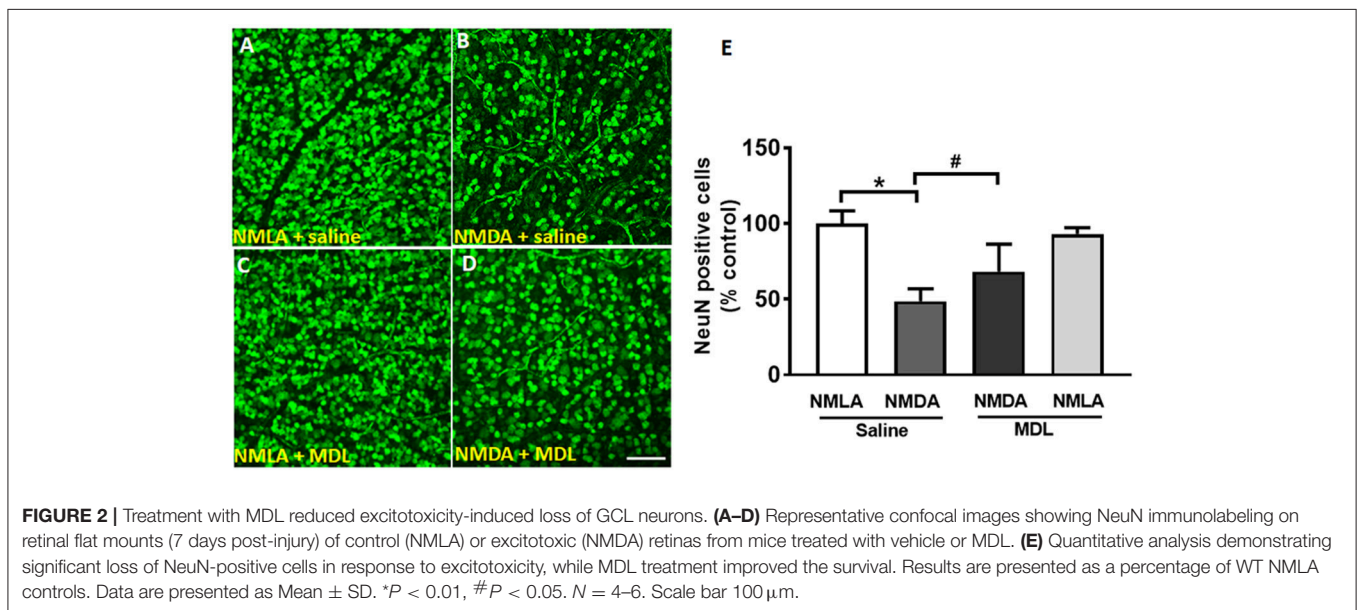 A
B
NMLA + saline
NMDA + saline
C
D
NMLA + MDL
NMDA + MDL
E
NeuN positive cells
(% control)
150
100
50
0
*
#
NMLA NMDA NMDA NMLA
Saline MDL
FIGURE 2 | Treatment with MDL reduced excitotoxicity-induced loss of GCL neurons. (A–D) Representative confocal images showing NeuN immunolabeling on
retinal flat mounts (7 days post-injury) of control (NMLA) or excitotoxic (NMDA) retinas from mice treated with vehicle or MDL. (E) Quantitative analysis demonstrating
significant loss of NeuN-positive cells in response to excitotoxicity, while MDL treatment improved the survival. Results are presented as a percentage of WT NMLA
controls. Data are presented as Mean ± SD. *P < 0.01, #P < 0.05. N = 4–6. Scale bar 100 μm.